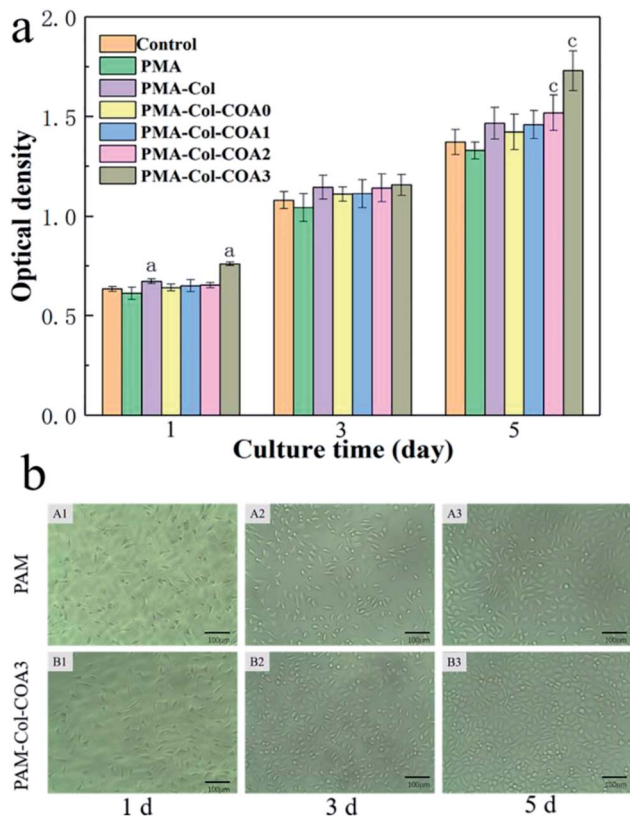 a
2.0
1.5
1.0
0.5
0.0
Optical density
Control
PMA
PMA-Col
PMA-Col-COA0
PMA-Col-COA1
PMA-Col-COA2
PMA-Col-COA3
a
a
c
c
1 3 5
Culture time (day)
b
PAM
A1 A2 A3
100μm 100μm 100μm
PAM-Col-COA3
B1 B2 B3
100μm 100μm 100μm
1 d 3 d 5 d